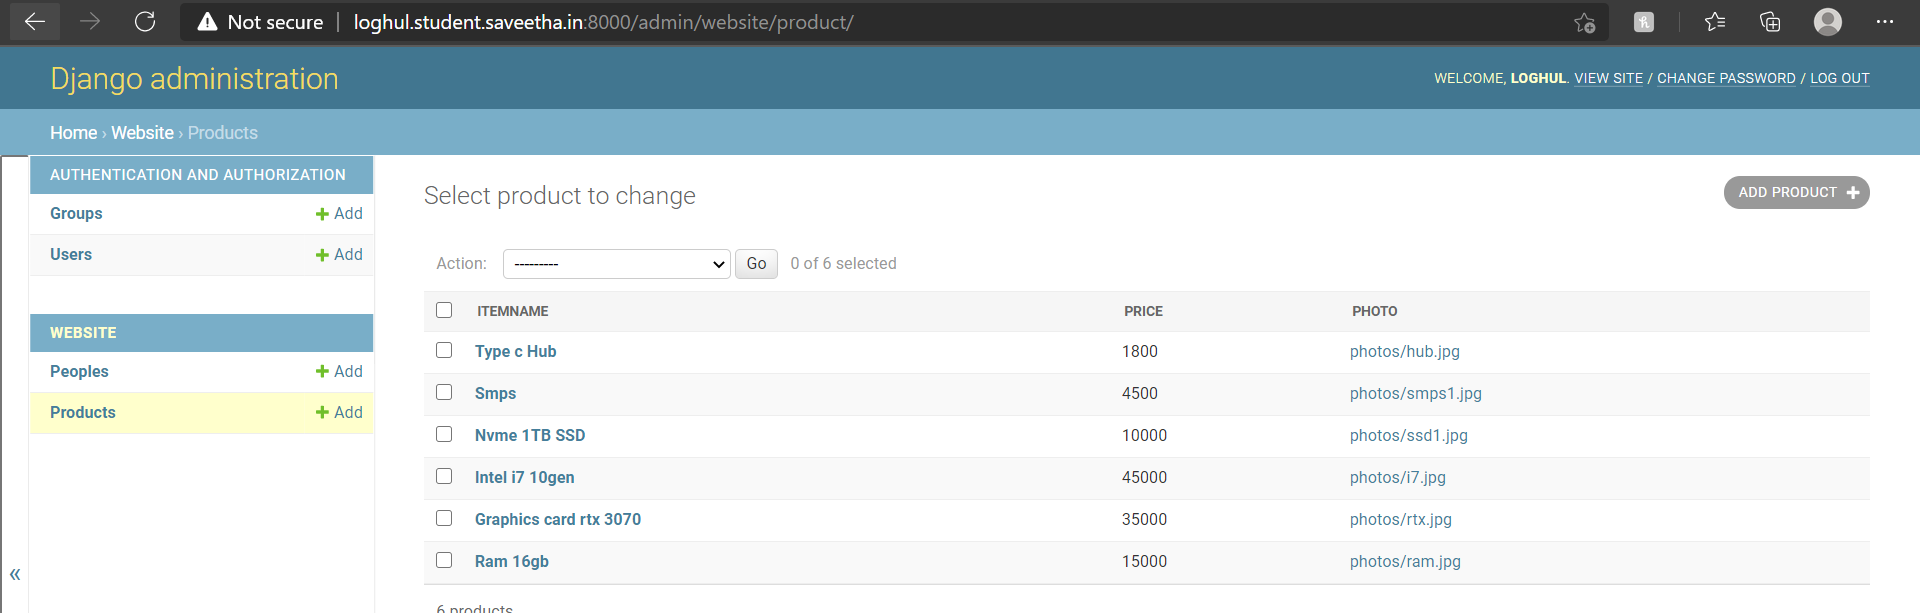 Not secure | loghul.student.saveetha.in:8000/admin/website/product/
Django administration
WELCOME, LOGHUL. VIEW SITE / CHANGE PASSWORD / LOG OUT
Home › Website › Products
AUTHENTICATION AND AUTHORIZATION
Groups + Add
Users + Add
WEBSITE
Peoples + Add
Products + Add
«
Select product to change
ADD PRODUCT +
Action: --------- Go 0 of 6 selected
ITEMNAME PRICE PHOTO
Type c Hub 1800 photos/hub.jpg
Smps 4500 photos/smps1.jpg
Nvme 1TB SSD 10000 photos/ssd1.jpg
Intel i7 10gen 45000 photos/i7.jpg
Graphics card rtx 3070 35000 photos/rtx.jpg
Ram 16gb 15000 photos/ram.jpg
6 products